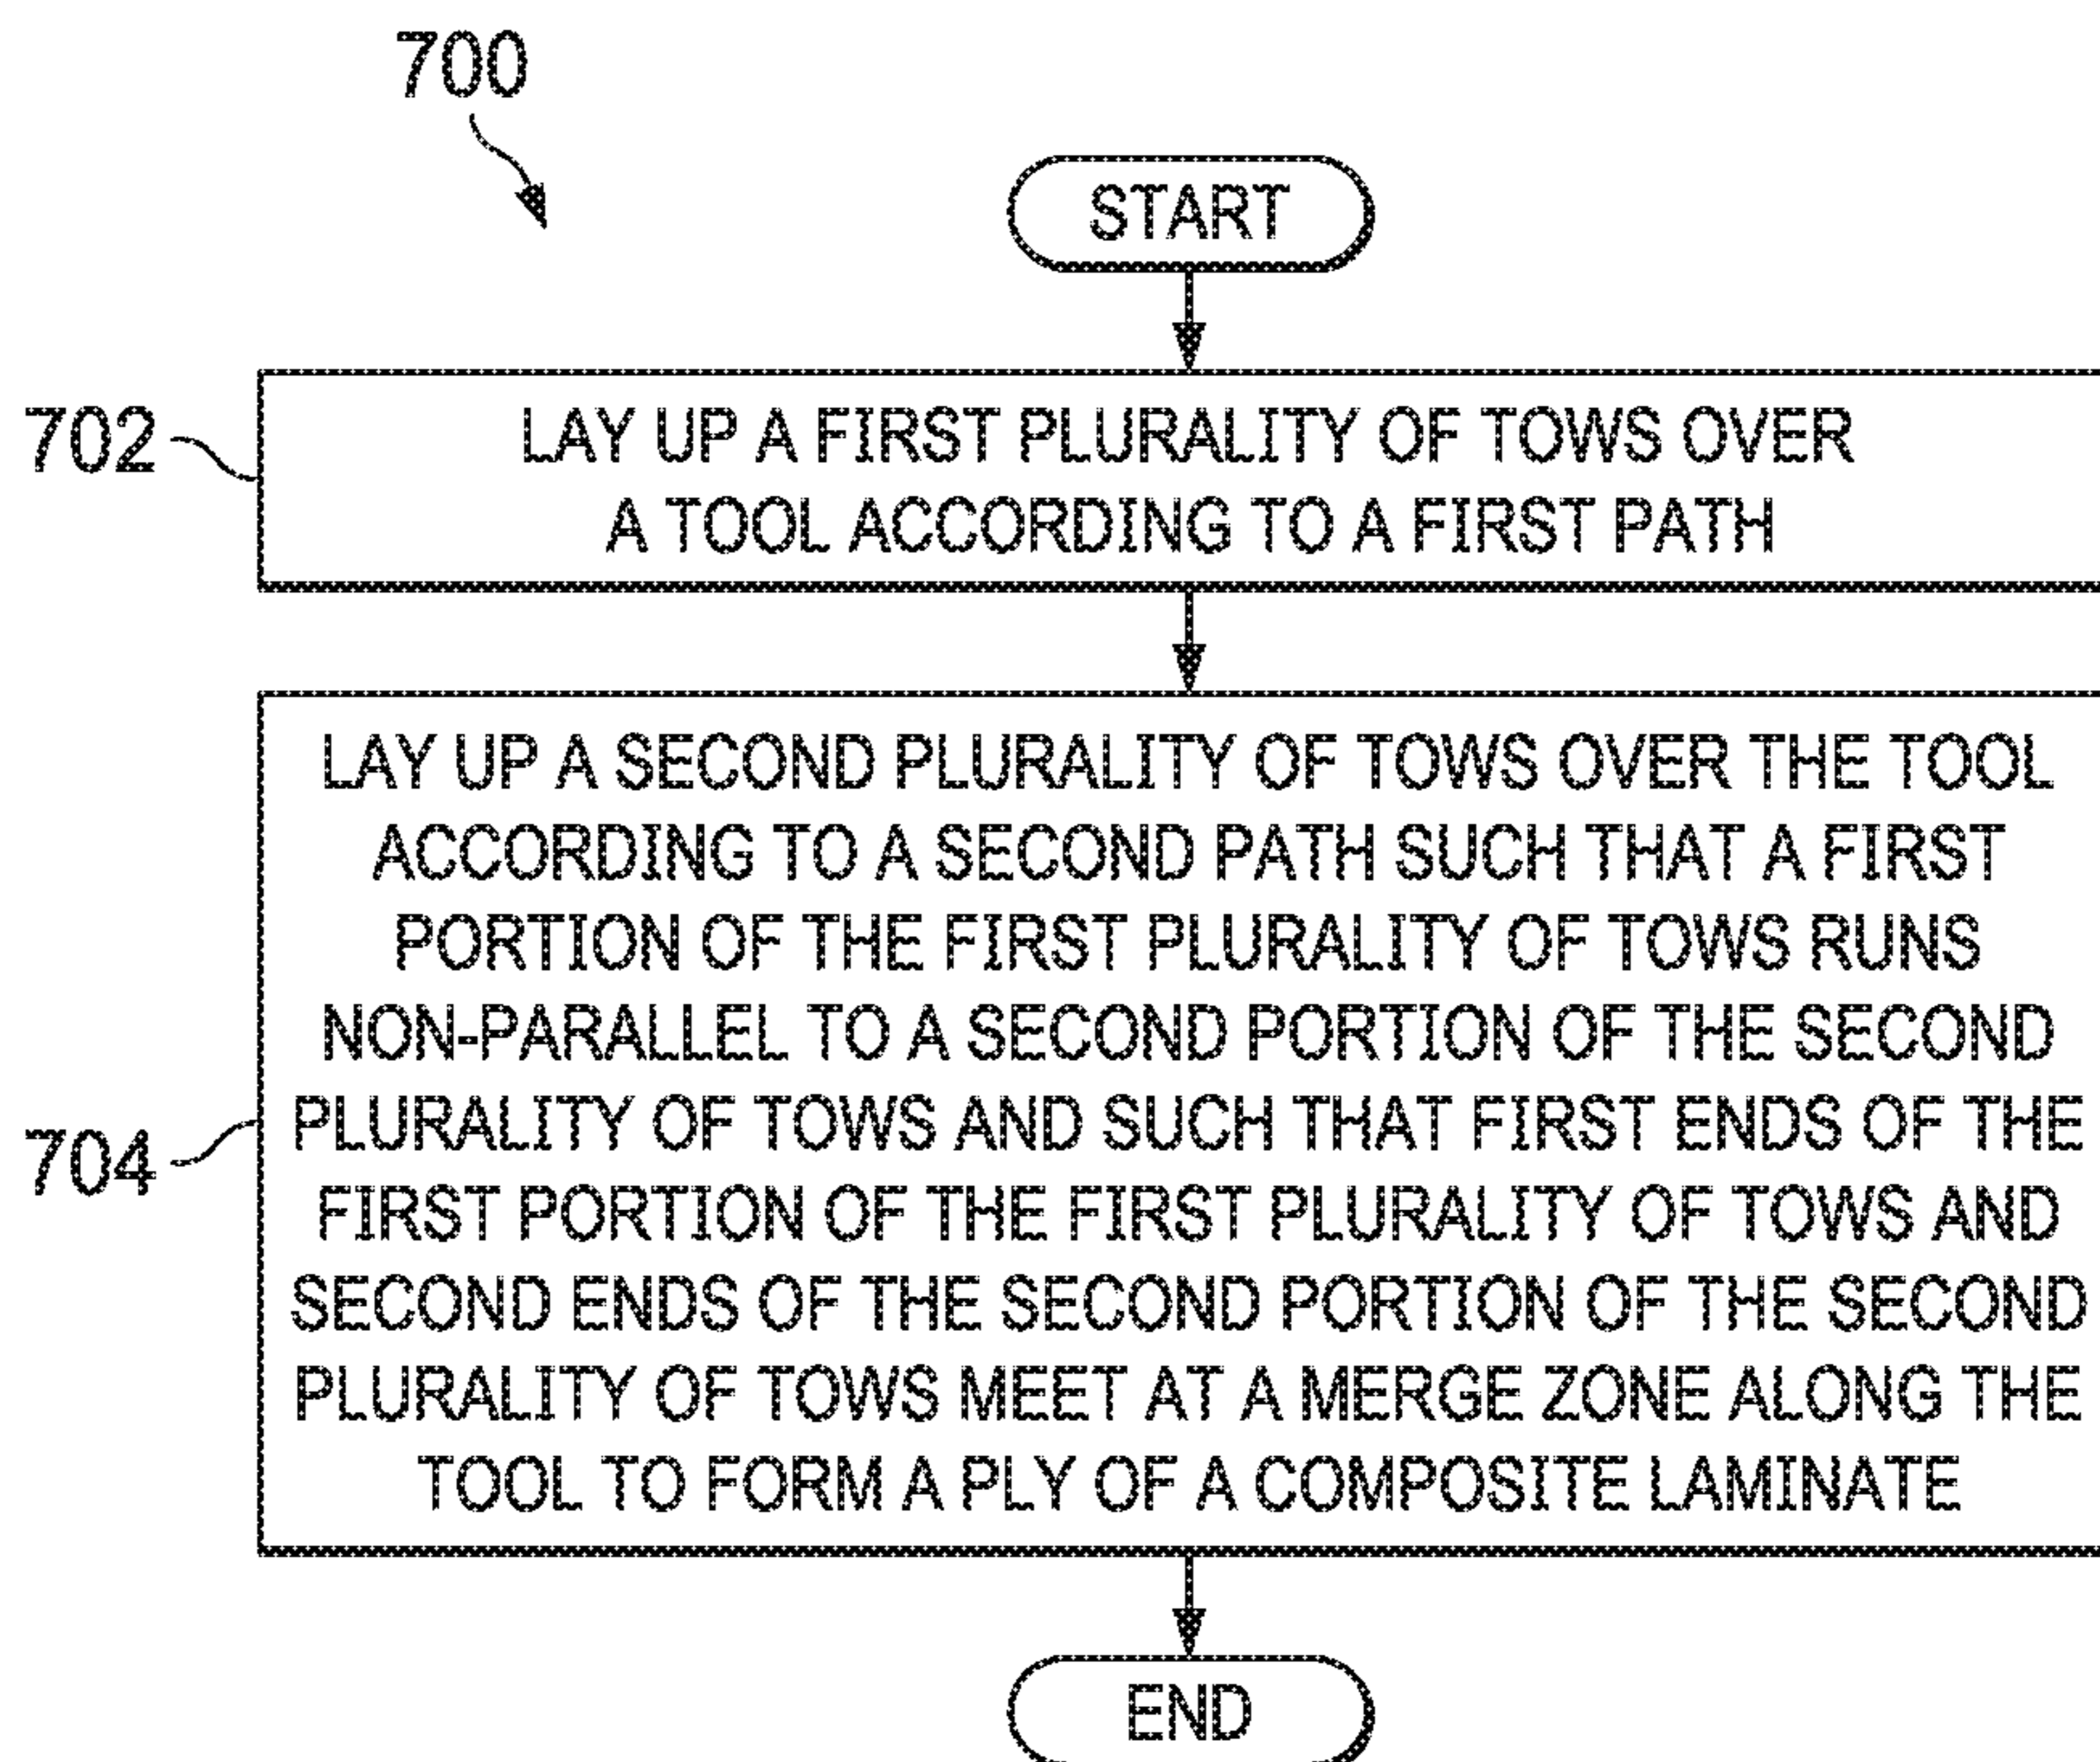 700
START
702
LAY UP A FIRST PLURALITY OF TOWS OVER
A TOOL ACCORDING TO A FIRST PATH
704
LAY UP A SECOND PLURALITY OF TOWS OVER THE TOOL
ACCORDING TO A SECOND PATH SUCH THAT A FIRST
PORTION OF THE FIRST PLURALITY OF TOWS RUNS
NON-PARALLEL TO A SECOND PORTION OF THE SECOND
PLURALITY OF TOWS AND SUCH THAT FIRST ENDS OF THE
FIRST PORTION OF THE FIRST PLURALITY OF TOWS AND
SECOND ENDS OF THE SECOND PORTION OF THE SECOND
PLURALITY OF TOWS MEET AT A MERGE ZONE ALONG THE
TOOL TO FORM A PLY OF A COMPOSITE LAMINATE
END